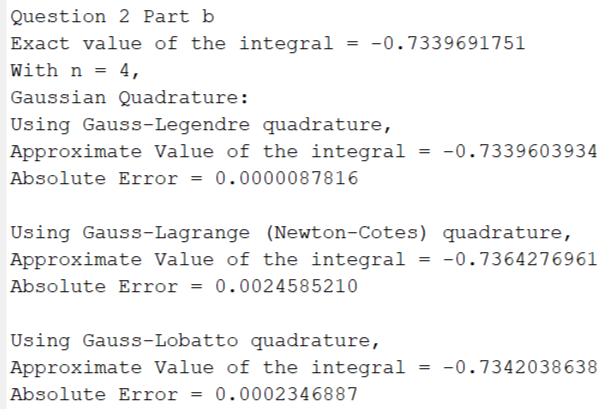 Question 2 Part b
Exact value of the integral = -0.7339691751
With n = 4,
Gaussian Quadrature:
Using Gauss-Legendre quadrature,
Approximate Value of the integral = -0.7339603934
Absolute Error = 0.0000087816
Using Gauss-Lagrange (Newton-Cotes) quadrature,
Approximate Value of the integral = -0.7364276961
Absolute Error = 0.0024585210
Using Gauss-Lobatto quadrature,
Approximate Value of the integral = -0.7342038638
Absolute Error = 0.0002346887